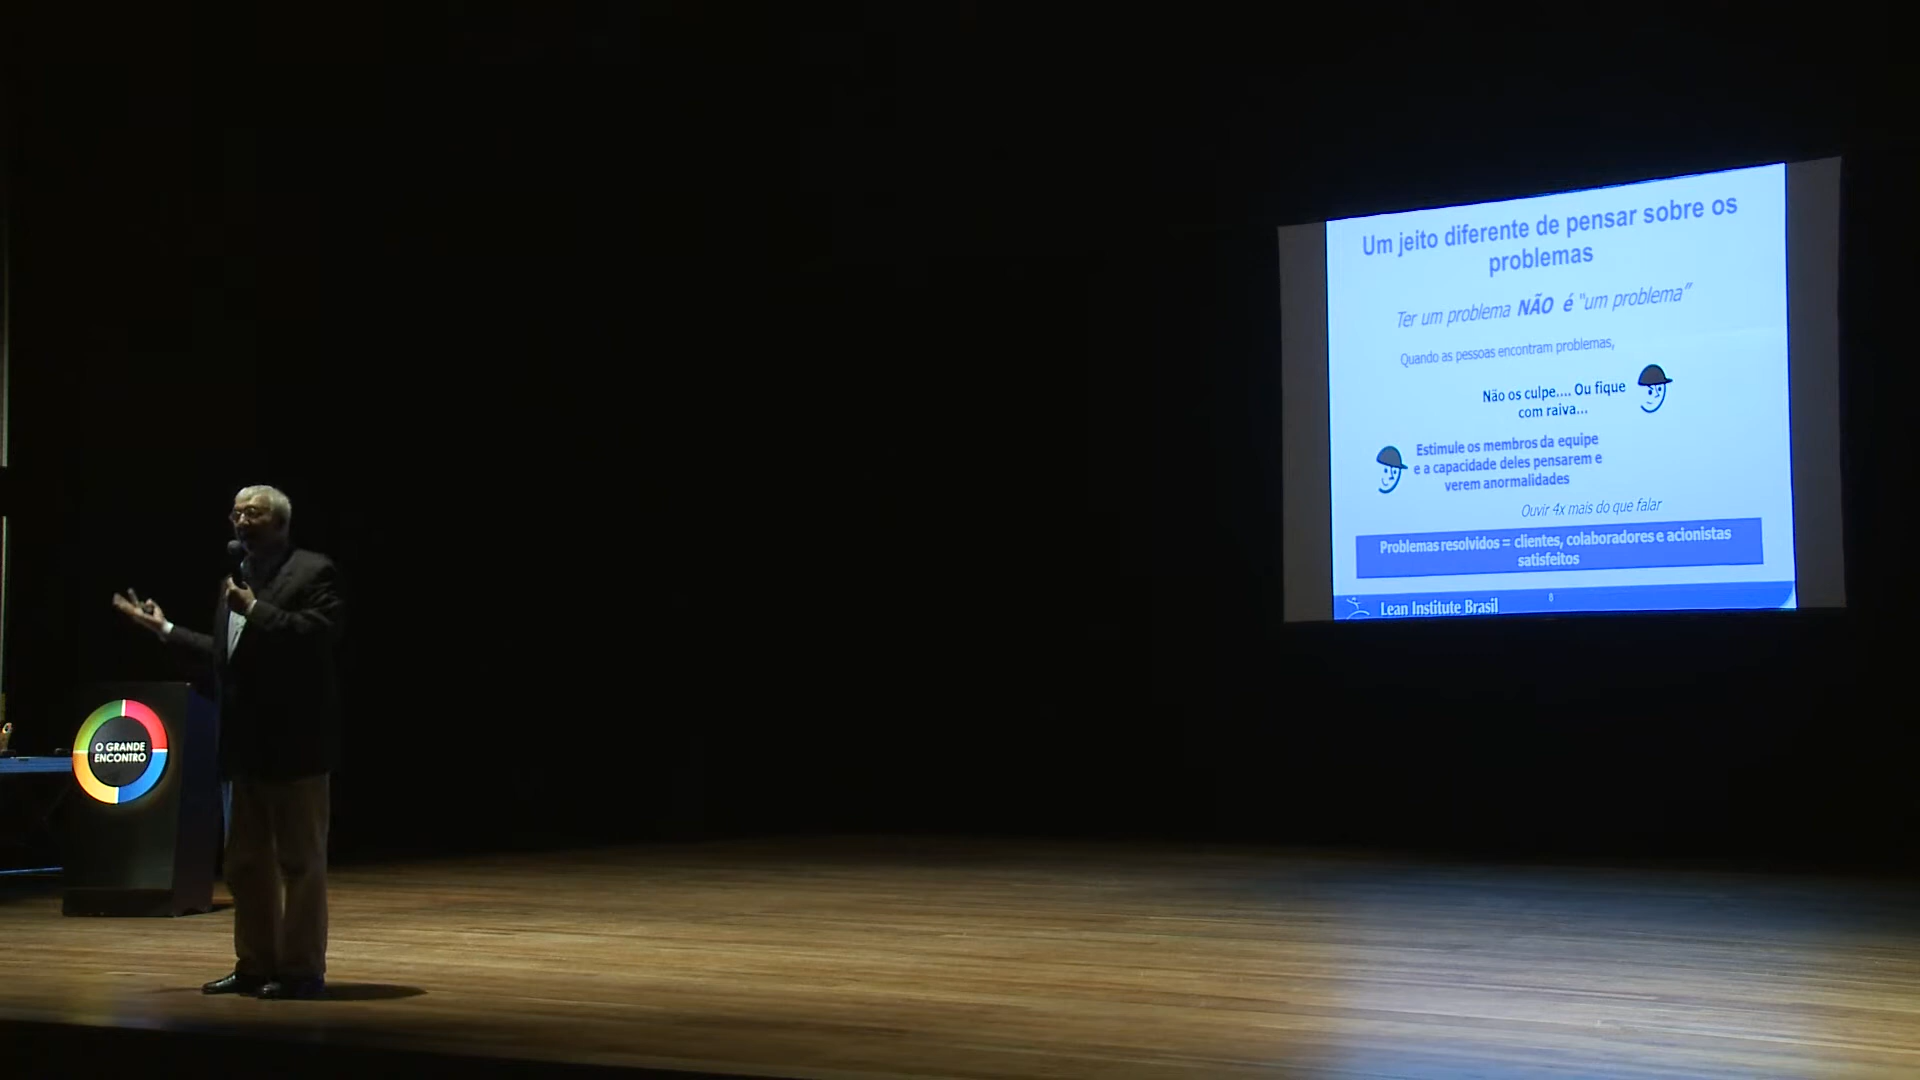 Um jeito diferente de pensar sobre os
problemas
Ter um problema NÃO é "um problema"
Quando as pessoas encontram problemas,
Não os culpe.... Ou fique
com raiva...
Estimule os membros da equipe
e a capacidade deles pensarem e
verem anormalidades
Ouvir 4x mais do que falar
Problemas resolvidos = clientes, colaboradores e acionistas
satisfeitos
Lean Institute Brasil
8
O GRANDE
ENCONTRO